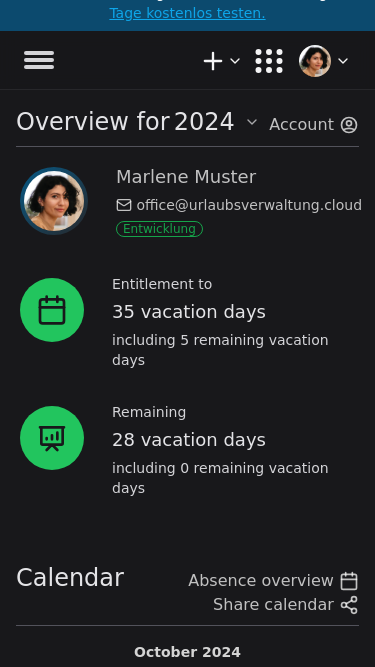 Tage kostenlos testen.
Overview for 2024
Account
Marlene Muster
office@urlaubsverwaltung.cloud
Entwicklung
Entitlement to
35 vacation days
including 5 remaining vacation
days
Remaining
28 vacation days
including 0 remaining vacation
days
Calendar
Absence overview
Share calendar
October 2024